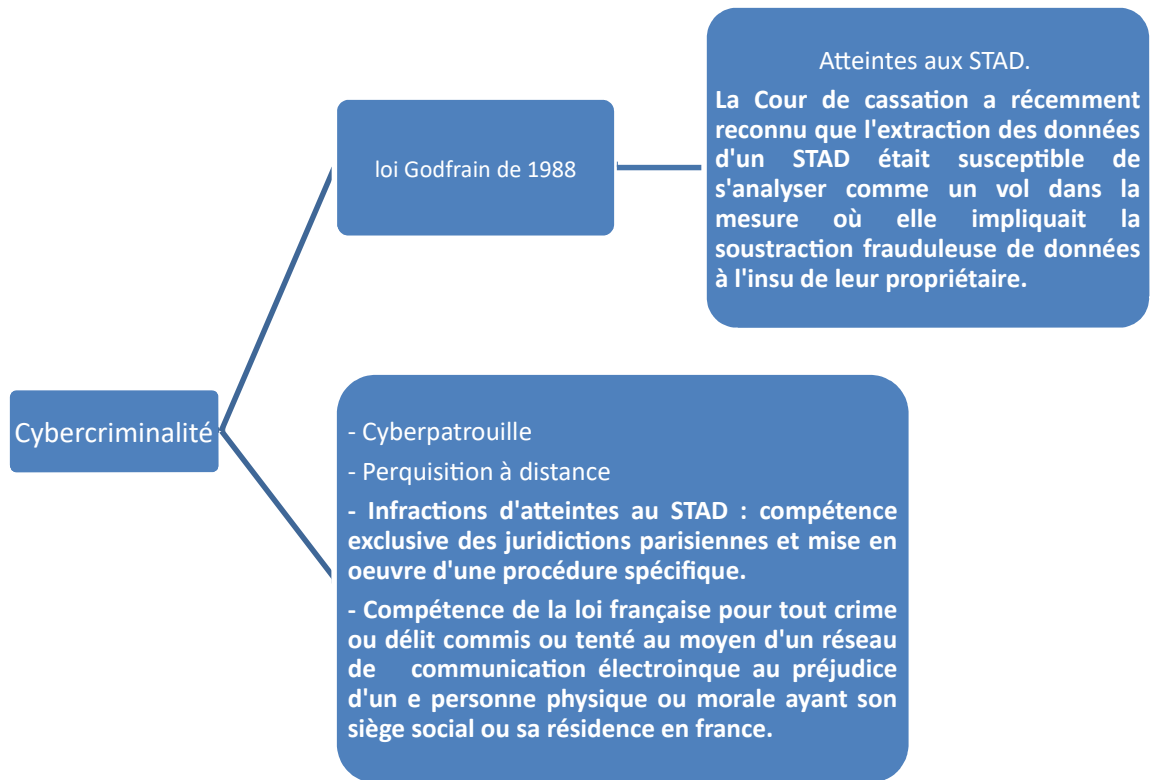 Cybercriminalité
loi Godfrain de 1988
Atteintes aux STAD.
La Cour de cassation a récemment
reconnu que l'extraction des données
d'un STAD était susceptible de
s'analyser comme un vol dans la
mesure où elle impliquait la
soustraction frauduleuse de données
à l'insu de leur propriétaire.
- Cyberpatrouille
- Perquisition à distance
- Infractions d'atteintes au STAD : compétence
exclusive des juridictions parisiennes et mise en
oeuvre d'une procédure spécifique.
- Compétence de la loi française pour tout crime
ou délit commis ou tenté au moyen d'un réseau
de communication électroinque au préjudice
d'un e personne physique ou morale ayant son
siège social ou sa résidence en france.